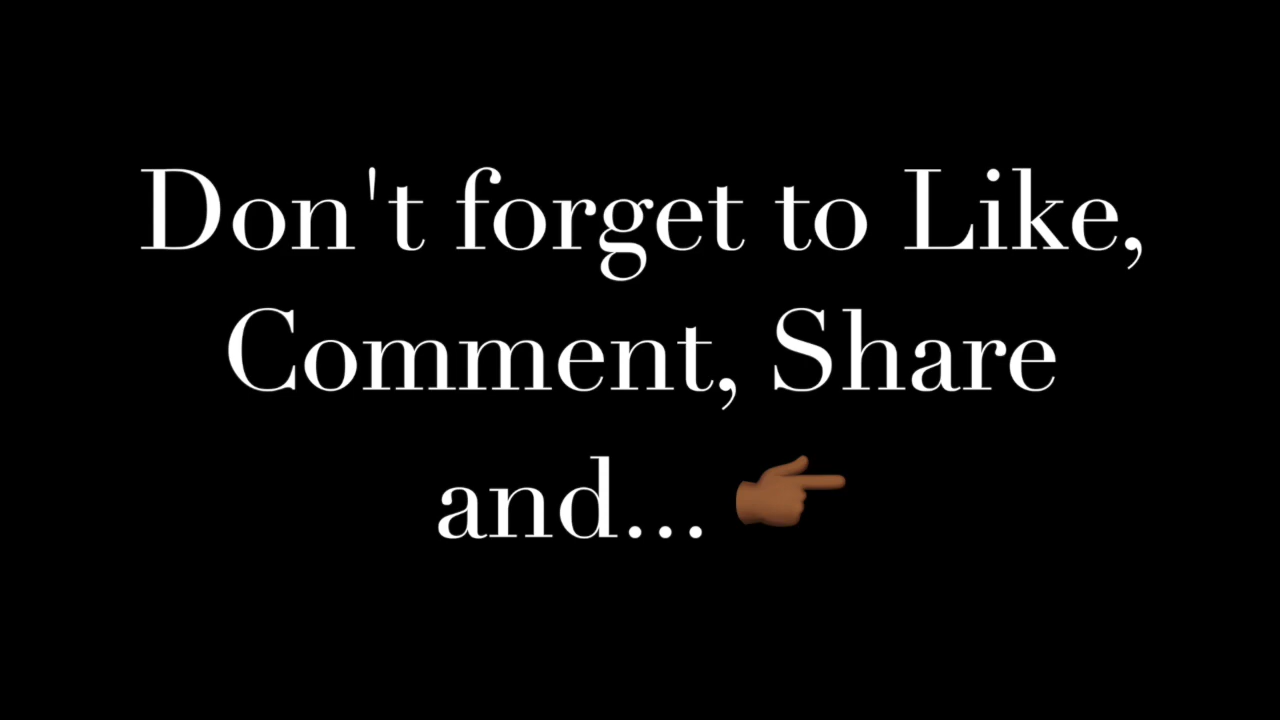 Don't forget to Like,
Comment, Share
and... 👉🏾